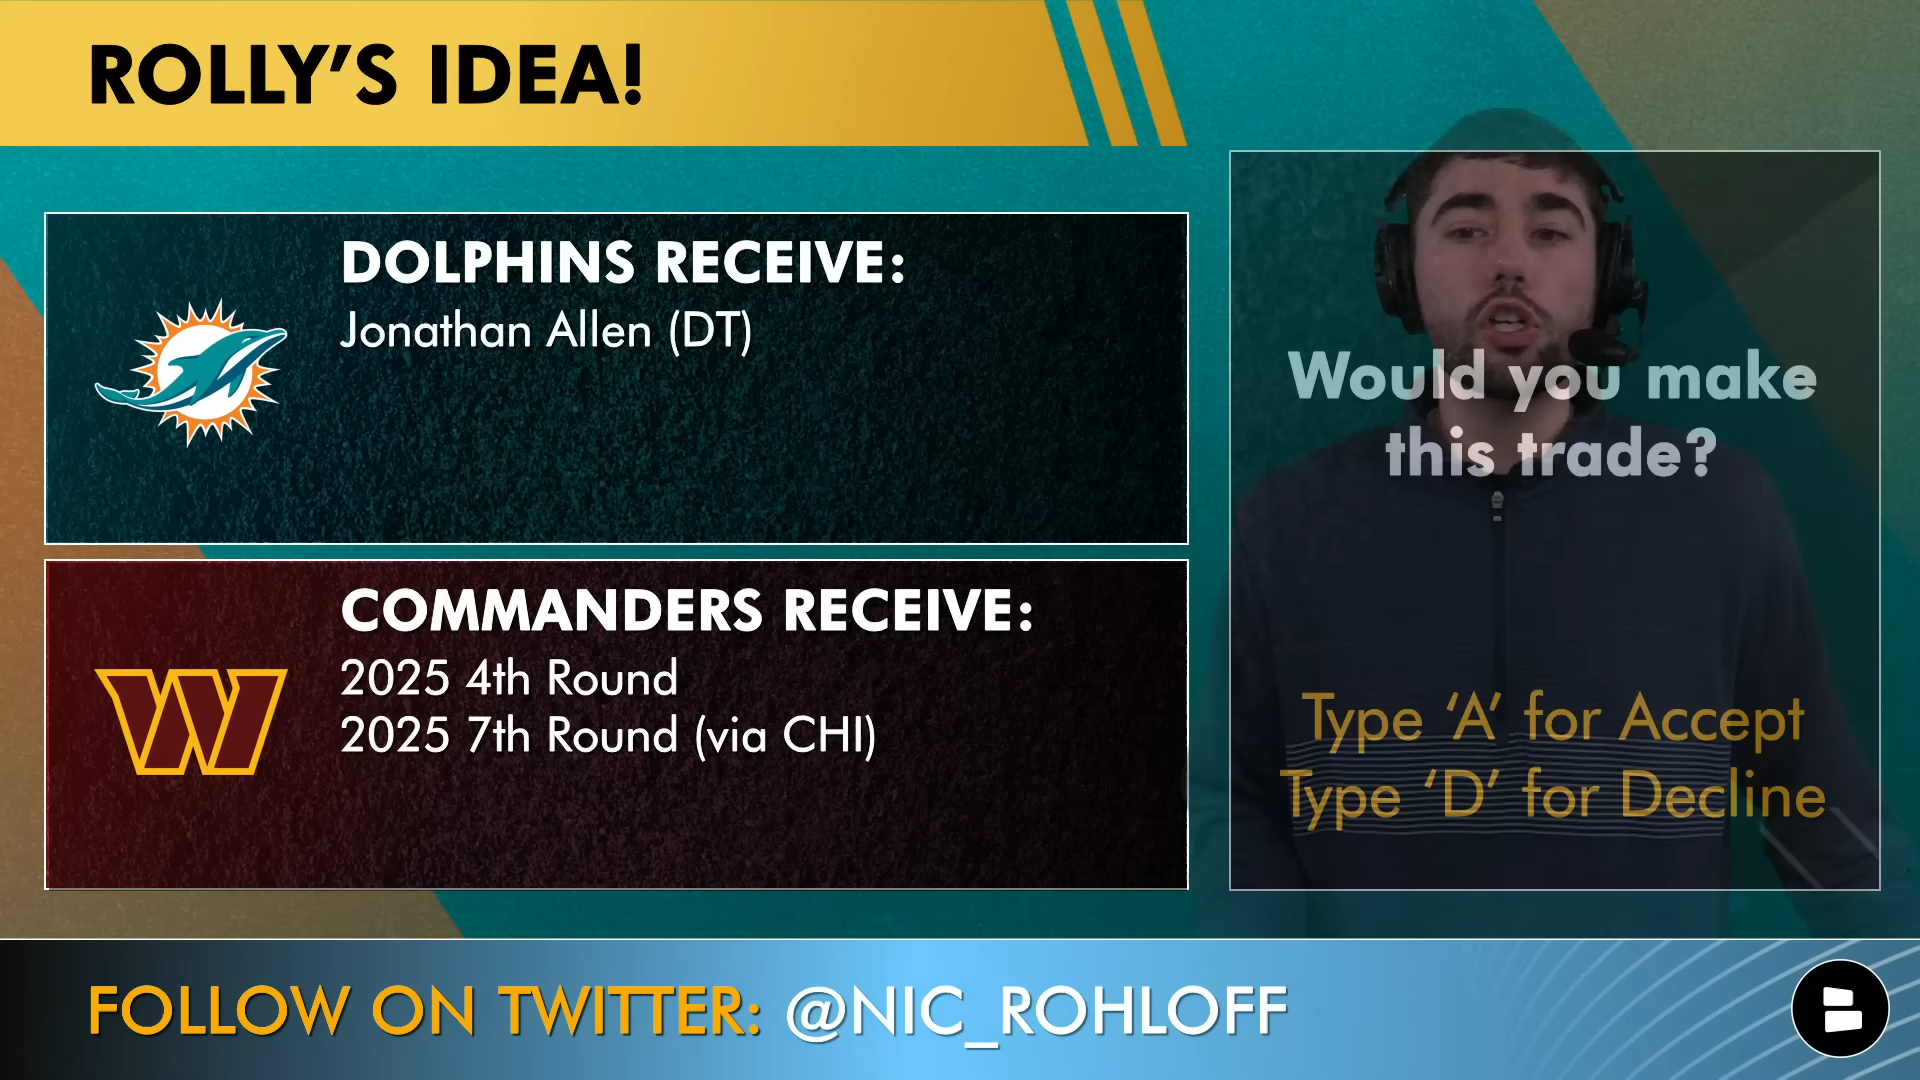 ROLLY'S IDEA!
DOLPHINS RECEIVE:
Jonathan Allen (DT)
COMMANDERS RECEIVE:
2025 4th Round
2025 7th Round (via CHI)
Would you make
this trade?
Type ‘A’ for Accept
Type ‘D’ for Decline
FOLLOW ON TWITTER: @NIC_ROHLOFF